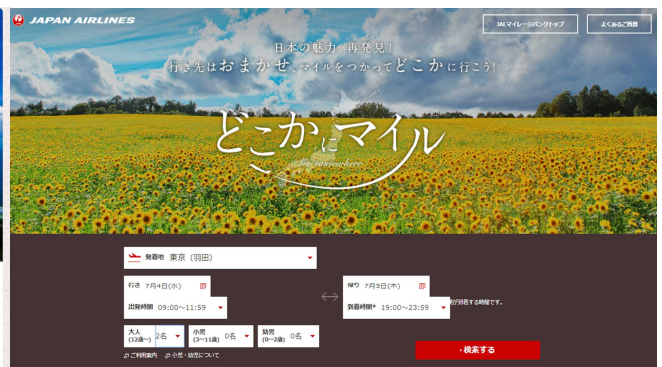 JAPAN AIRLINES
JALマイレージバンクトップ
よくあるご質問
日本の魅力、再発見！
行き先はおまかせ、マイルをつかってどこかに行こう！
どこかにマイル
発着地 東京（羽田）
行き 7月4日(水)
帰り 7月5日(木)
出発時間 09:00～11:59
到着時間* 19:00～23:59
到着する時間です。
大人
(12歳～)
2名
小児
(3～11歳)
0名
幼児
(0～2歳)
0名
ご利用案内
小児・幼児について
検索する